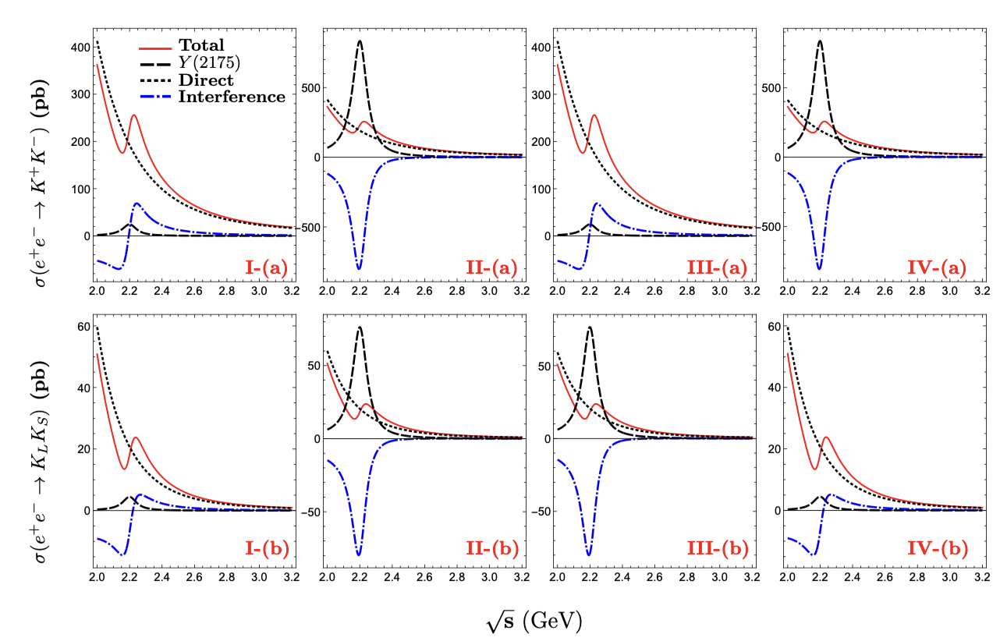 σ(e⁺e⁻ → K⁺K⁻) (pb)
Total
Y(2175)
Direct
Interference
400
300
200
100
0
I-(a)
2.0 2.2 2.4 2.6 2.8 3.0 3.2
500
0
−500
II-(a)
2.0 2.2 2.4 2.6 2.8 3.0 3.2
400
300
200
100
0
III-(a)
2.0 2.2 2.4 2.6 2.8 3.0 3.2
500
0
−500
IV-(a)
2.0 2.2 2.4 2.6 2.8 3.0 3.2
σ(e⁺e⁻ → K_L K_S) (pb)
60
40
20
0
I-(b)
2.0 2.2 2.4 2.6 2.8 3.0 3.2
50
0
−50
II-(b)
2.0 2.2 2.4 2.6 2.8 3.0 3.2
50
0
−50
III-(b)
2.0 2.2 2.4 2.6 2.8 3.0 3.2
60
40
20
0
IV-(b)
2.0 2.2 2.4 2.6 2.8 3.0 3.2
√s (GeV)